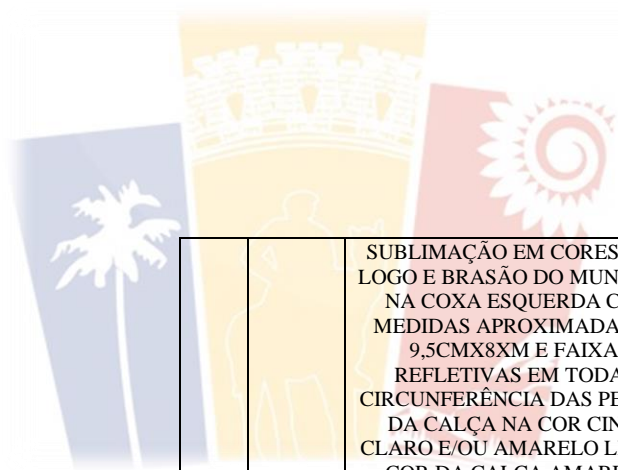 SUBLIMAÇÃO EM CORES
LOGO E BRASÃO DO MUN
NA COXA ESQUERDA C
MEDIDAS APROXIMADA
9,5CMX8XM E FAIXA
REFLETIVAS EM TODA
CIRCUNFERÊNCIA DAS PE
DA CALÇA NA COR CIN
CLARO E/OU AMARELO L